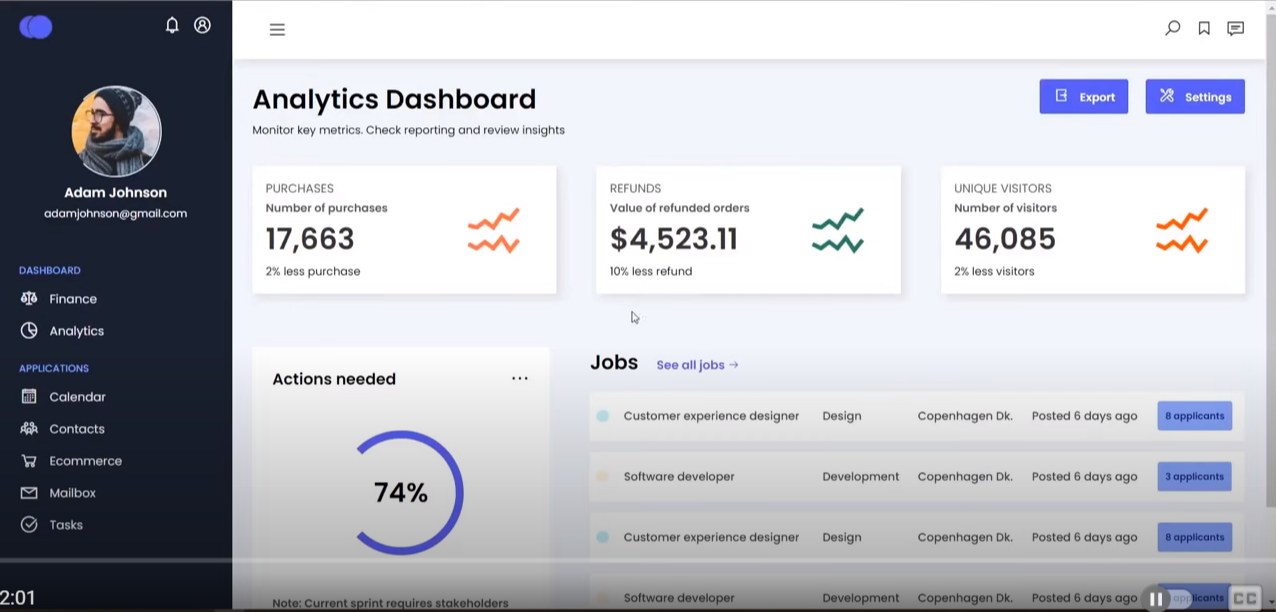 Adam Johnson
adamjohnson@gmail.com
DASHBOARD
Finance
Analytics
APPLICATIONS
Calendar
Contacts
Ecommerce
Mailbox
Tasks
Analytics Dashboard
Monitor key metrics. Check reporting and review insights
Export
Settings
PURCHASES
Number of purchases
17,663
2% less purchase
REFUNDS
Value of refunded orders
$4,523.11
10% less refund
UNIQUE VISITORS
Number of visitors
46,085
2% less visitors
Actions needed
74%
Note: Current sprint requires stakeholders
Jobs See all jobs →
Customer experience designer Design Copenhagen Dk. Posted 6 days ago 8 applicants
Software developer Development Copenhagen Dk. Posted 6 days ago 3 applicants
Customer experience designer Design Copenhagen Dk. Posted 6 days ago 8 applicants
Software developer Development Copenhagen Dk. Posted 6 days ago applicants
2:01
CC